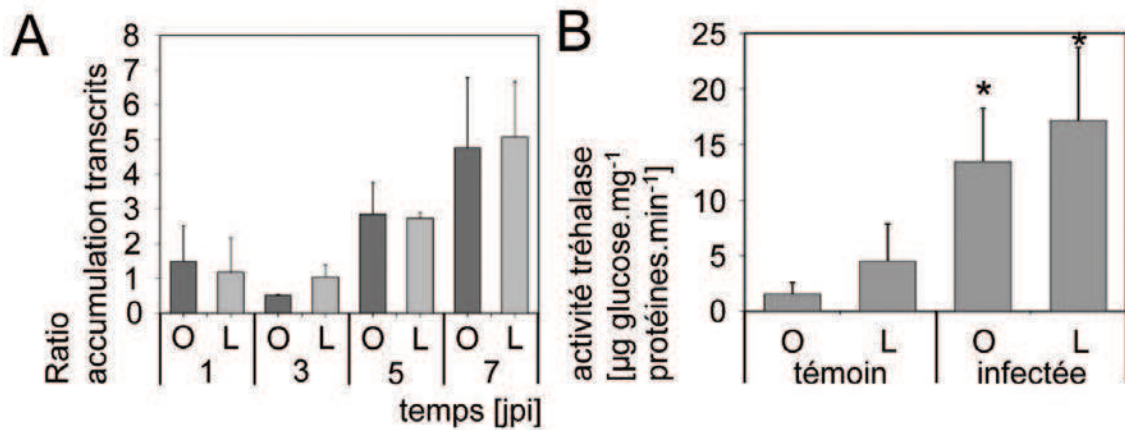 A
Ratio
accumulation transcrits
8
7
6
5
4
3
2
1
0
O L O L O L O L
1 3 5 7
temps [jpi]
B
activité tréhalase
[µg glucose.mg-1
protéines.min-1]
25
20
15
10
5
0
* *
O L O L
témoin infectée